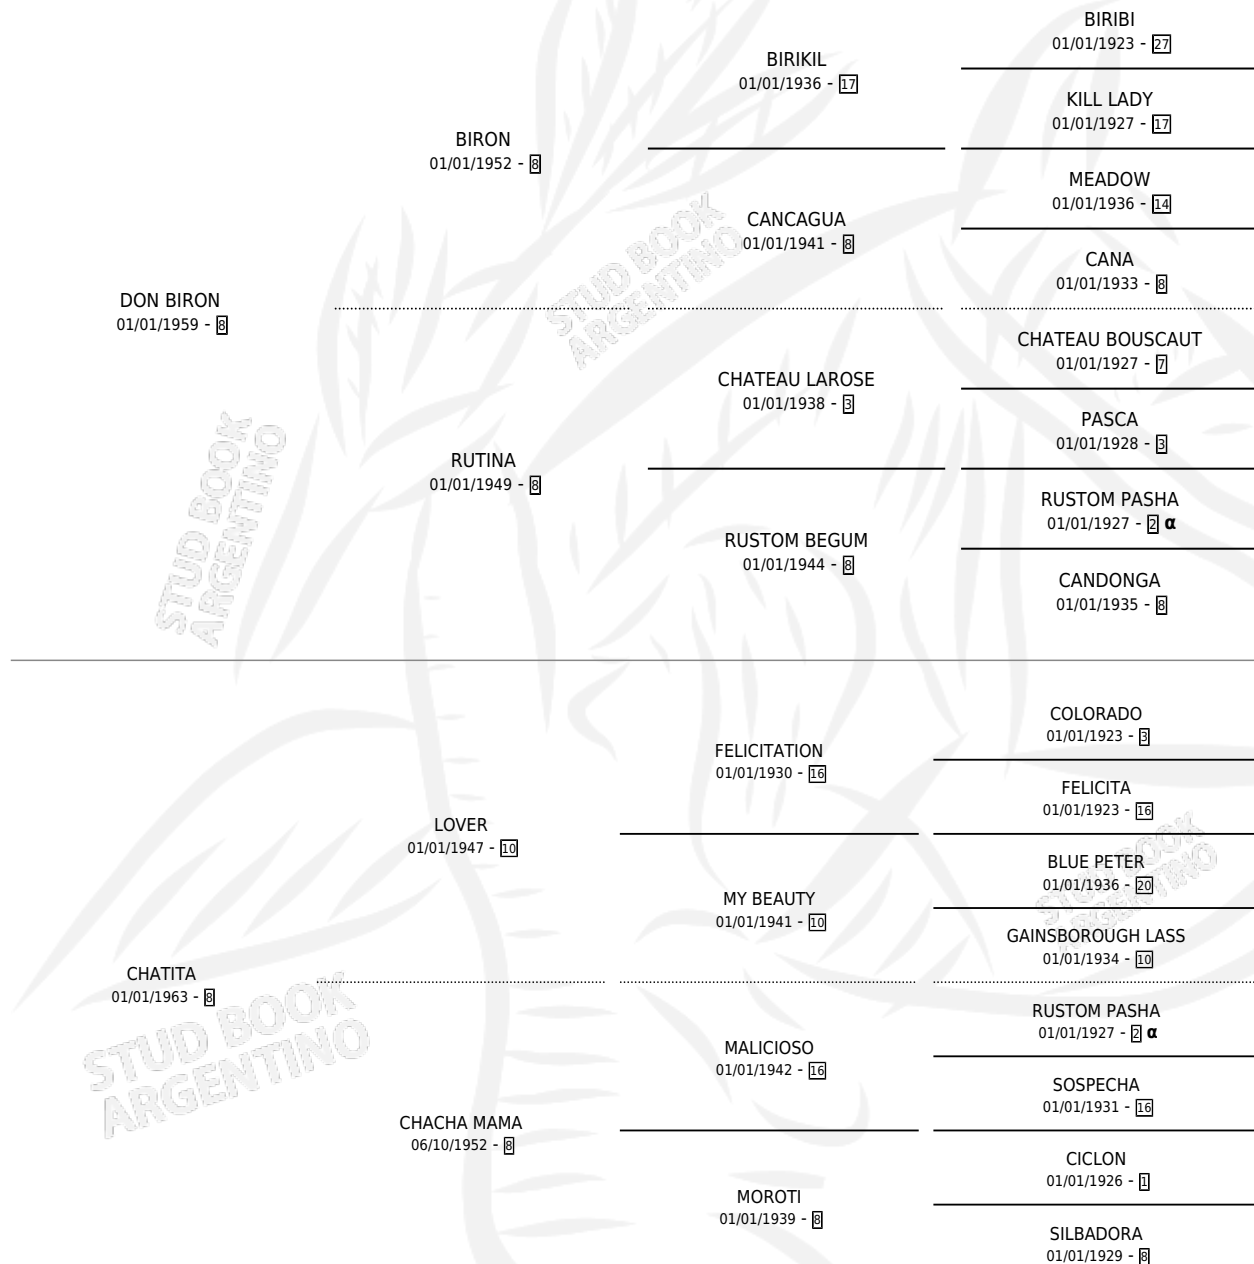 BIRIBI
01/01/1923 - 27
BIRIKIL
01/01/1936 - 17
KILL LADY
01/01/1927 - 17
BIRON
01/01/1952 - 8
MEADOW
01/01/1936 - 14
CANCAGUA
01/01/1941 - 8
CANA
01/01/1933 - 8
DON BIRON
01/01/1959 - 8
CHATEAU BOUSCAUT
01/01/1927 - 7
CHATEAU LAROSE
01/01/1938 - 3
PASCA
01/01/1928 - 3
RUTINA
01/01/1949 - 8
RUSTOM PASHA
01/01/1927 - 2 α
RUSTOM BEGUM
01/01/1944 - 8
CANDONGA
01/01/1935 - 8
COLORADO
01/01/1923 - 3
FELICITATION
01/01/1930 - 16
FELICITA
01/01/1923 - 16
LOVER
01/01/1947 - 10
BLUE PETER
01/01/1936 - 20
MY BEAUTY
01/01/1941 - 10
GAINSBOROUGH LASS
01/01/1934 - 10
CHATITA
01/01/1963 - 8
RUSTOM PASHA
01/01/1927 - 2 α
MALICIOSO
01/01/1942 - 16
SOSPECHA
01/01/1931 - 16
CHACHA MAMA
06/10/1952 - 8
CICLON
01/01/1926 - 1
MOROTI
01/01/1939 - 8
SILBADORA
01/01/1929 - 8
STUD BOOK
ARGENTINO
STUD BOOK
ARGENTINO
STUD BOOK
ARGENTINO
STUD BOOK
ARGENTINO